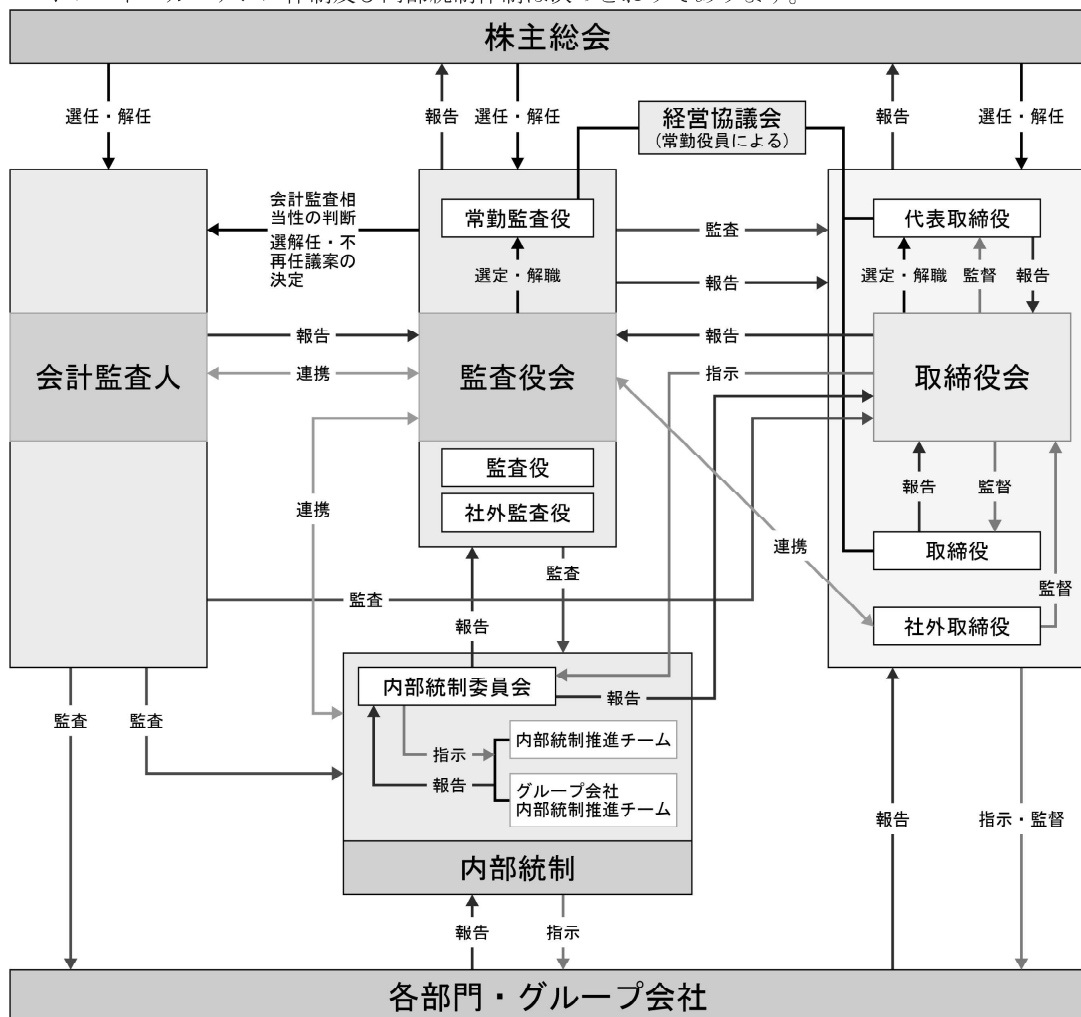 株主総会
選任・解任
報告
選任・解任
報告
選任・解任
経営協議会
(常勤役員による)
会計監査相
当性の判断
選解任・不
再任議案の
決定
常勤監査役
選定・解職
監査
報告
代表取締役
選定・解職
監督
報告
会計監査人
報告
連携
監査役会
報告
指示
取締役会
監査役
社外監査役
連携
報告
監督
取締役
連携
監査
監査
報告
監督
社外取締役
監査
監査
内部統制委員会
報告
指示
報告
内部統制推進チーム
グループ会社
内部統制推進チーム
内部統制
報告
指示
報告
指示・監督
各部門・グループ会社